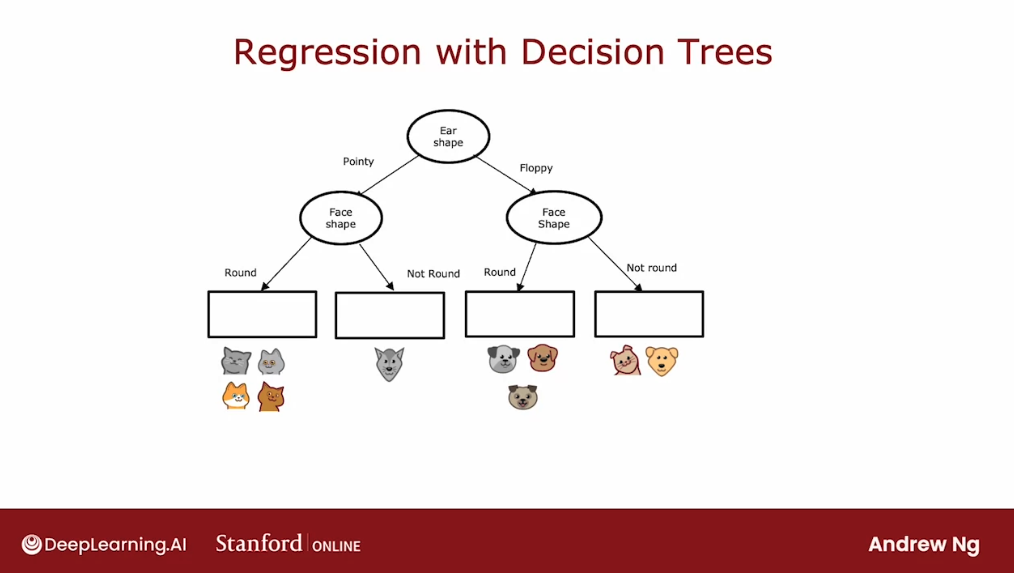 Regression with Decision Trees
Ear
shape
Pointy
Floppy
Face
shape
Face
Shape
Round
Not Round
Round
Not round
DeepLearning.AI
Stanford ONLINE
Andrew Ng